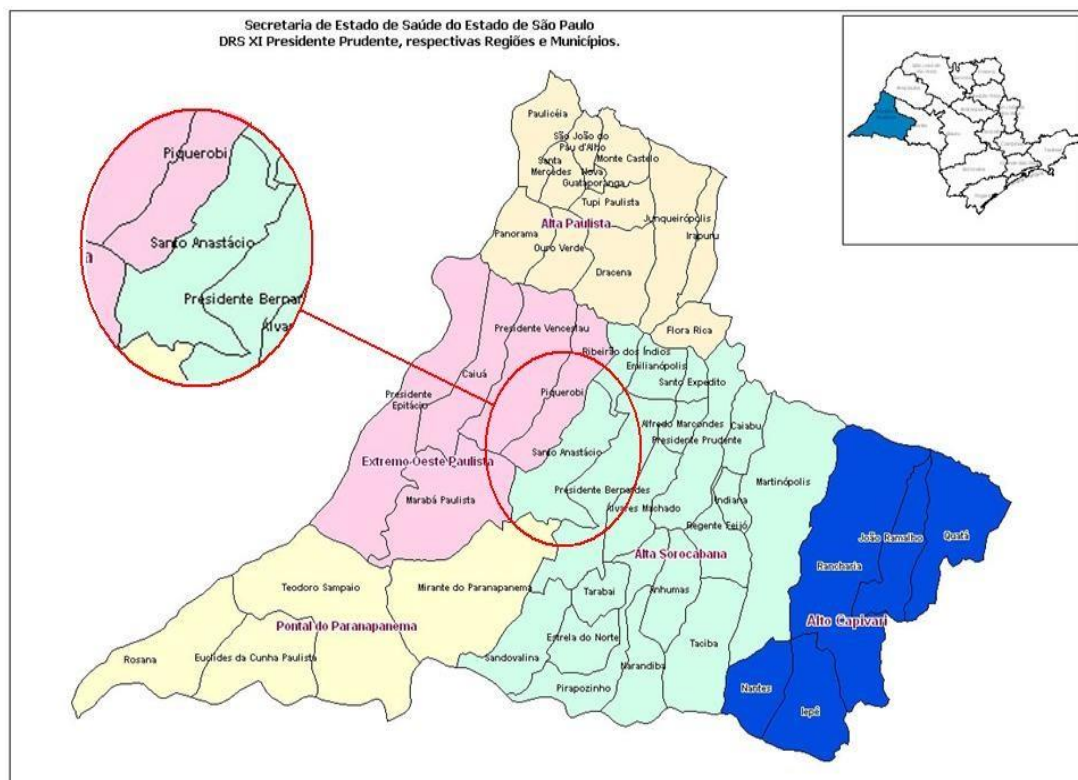 Secretaria de Estado de Saúde do Estado de São Paulo
DRS XI Presidente Prudente, respectivas Regiões e Municípios.
Piquerobi
Santo Anastácio
a
Presidente Bernar
Álvar
Paulicéia
São João do
Pau d'Alho
Monte Castelo
Santa
Mercedes
Nova
Guataporanga
Tupi Paulista
Alta Paulista
Junqueirópolis
Irapuru
Panorama
Ouro Verde
Dracena
Flora Rica
Presidente Venceslau
Ribeirão dos Índios
Emilianópolis
Caiuá
Santo Expedito
Presidente
Epitácio
Piquerobi
Alfredo Marcondes
Caiabu
Presidente Prudente
Santo Anastácio
Extremo Oeste Paulista
Marabá Paulista
Presidente Bernardes
Martinópolis
Indiana
Álvares Machado
Regente Feijó
Alta Sorocabana
João Ramalho
Quatá
Rancharia
Teodoro Sampaio
Mirante do Paranapanema
Tarabai
Anhumas
Alto Capivari
Pontal do Paranapanema
Estrela do Norte
Taciba
Rosana
Euclides da Cunha Paulista
Sandovalina
Narandiba
Pirapozinho
Nantes
Iepê